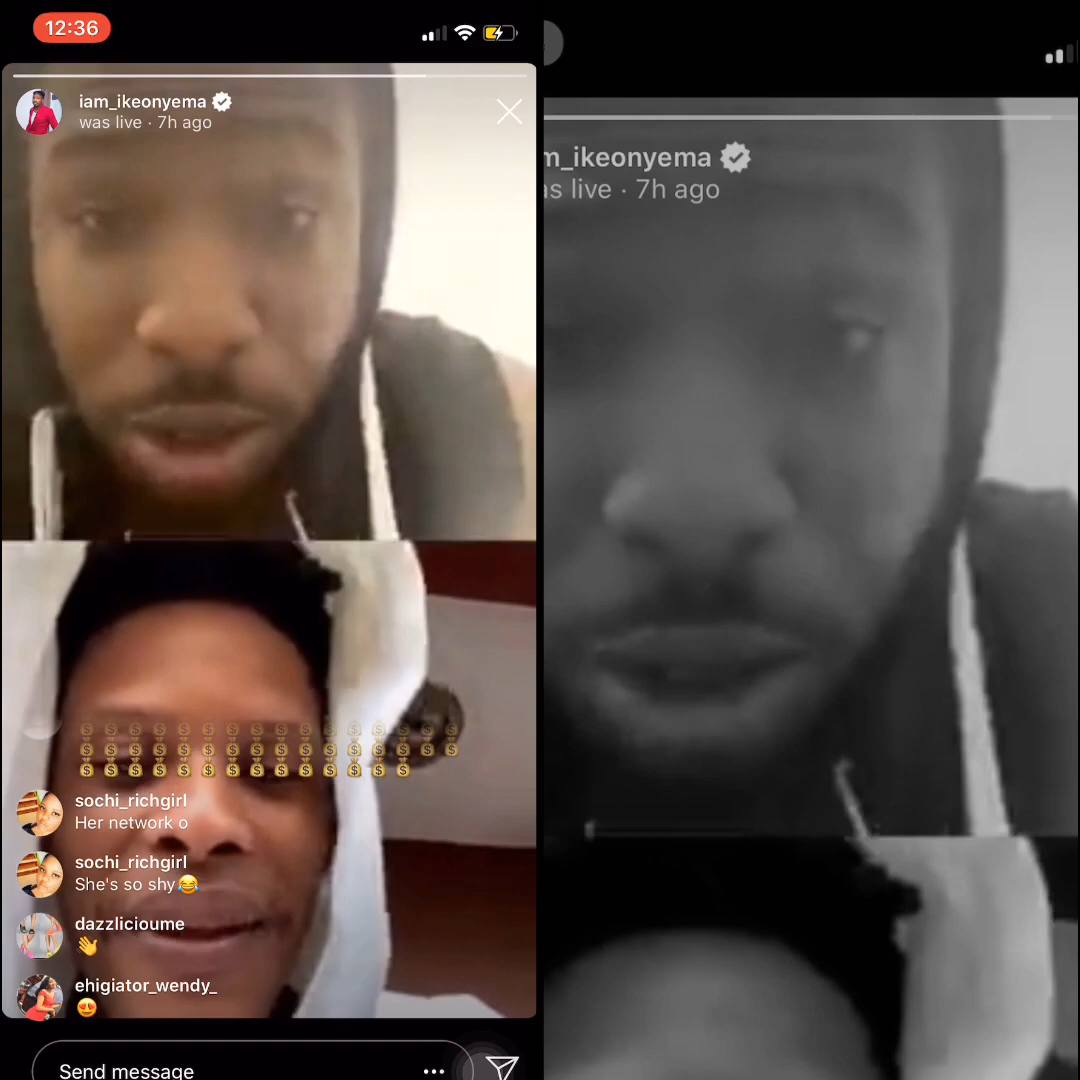 12:36
iam_ikeonyema
was live · 7h ago
sochi_richgirl
Her network o
sochi_richgirl
She's so shy😂
dazzlicioume
👋
ehigiator_wendy_
😍
Send message
m_ikeonyema
as live · 7h ago